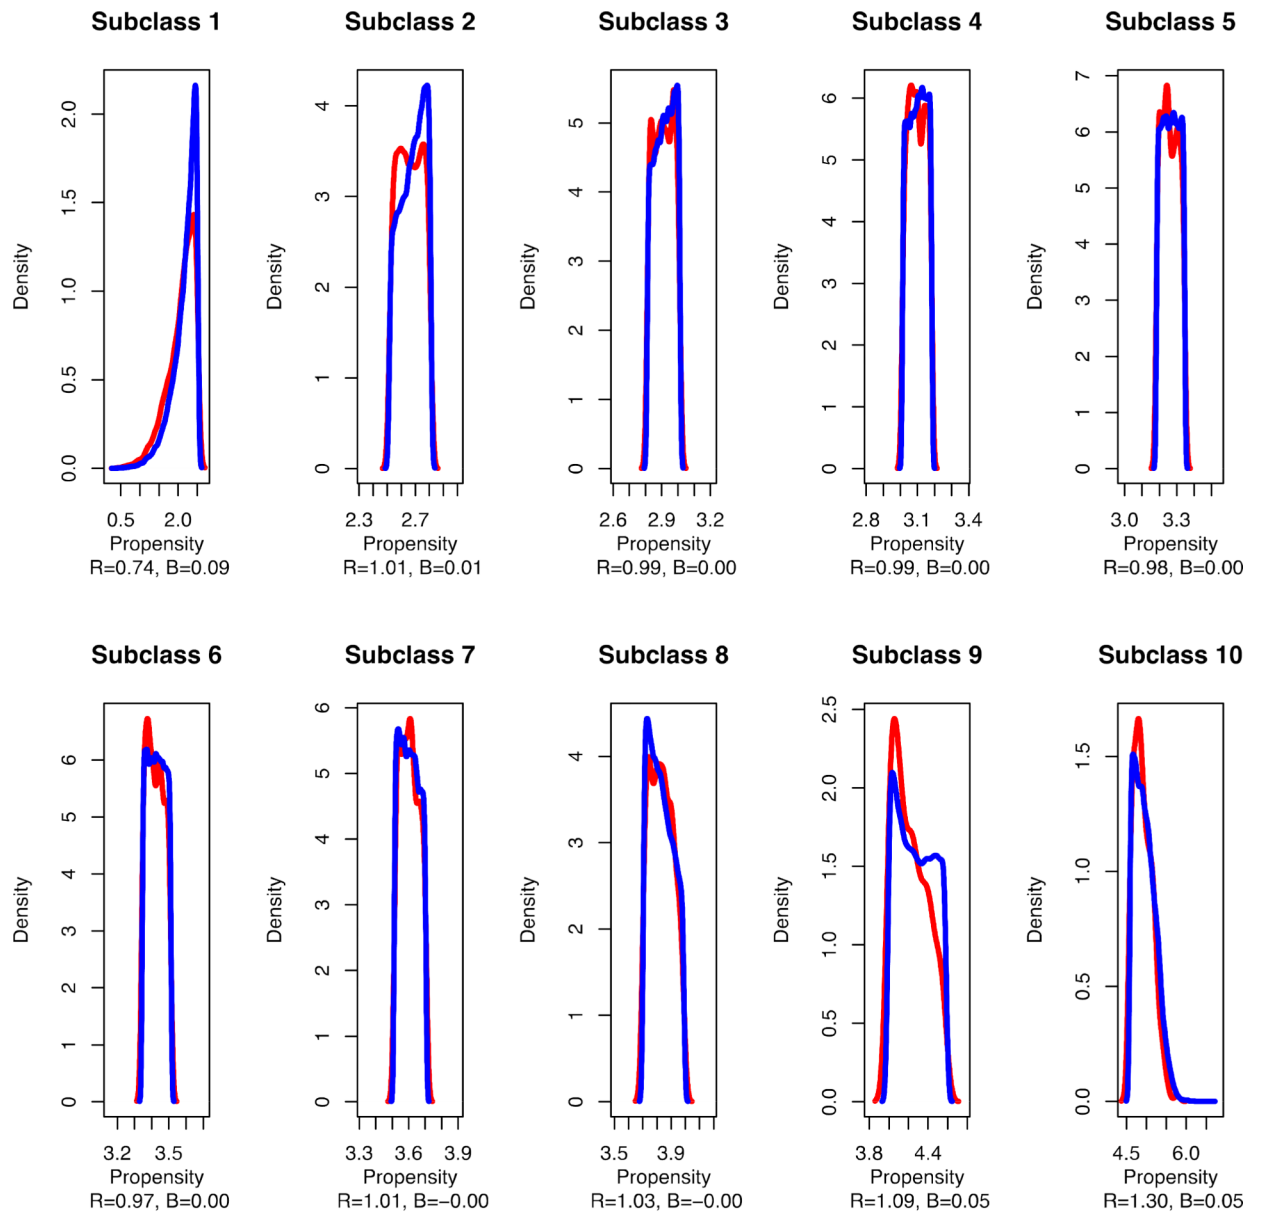 Subclass 1
Subclass 2
Subclass 3
Subclass 4
Subclass 5
Density
0.0 0.5 1.0 1.5 2.0
0.5 2.0
Propensity
R=0.74, B=0.09
Density
0 1 2 3 4
2.3 2.7
Propensity
R=1.01, B=0.01
Density
0 1 2 3 4 5
2.6 2.9 3.2
Propensity
R=0.99, B=0.00
Density
0 1 2 3 4 5 6
2.8 3.1 3.4
Propensity
R=0.99, B=0.00
Density
0 1 2 3 4 5 6 7
3.0 3.3
Propensity
R=0.98, B=0.00
Subclass 6
Subclass 7
Subclass 8
Subclass 9
Subclass 10
Density
0 1 2 3 4 5 6
3.2 3.5
Propensity
R=0.97, B=0.00
Density
0 1 2 3 4 5 6
3.3 3.6 3.9
Propensity
R=1.01, B=−0.00
Density
0 1 2 3 4
3.5 3.9
Propensity
R=1.03, B=−0.00
Density
0.0 0.5 1.0 1.5 2.0 2.5
3.8 4.4
Propensity
R=1.09, B=0.05
Density
0.0 0.5 1.0 1.5
4.5 6.0
Propensity
R=1.30, B=0.05